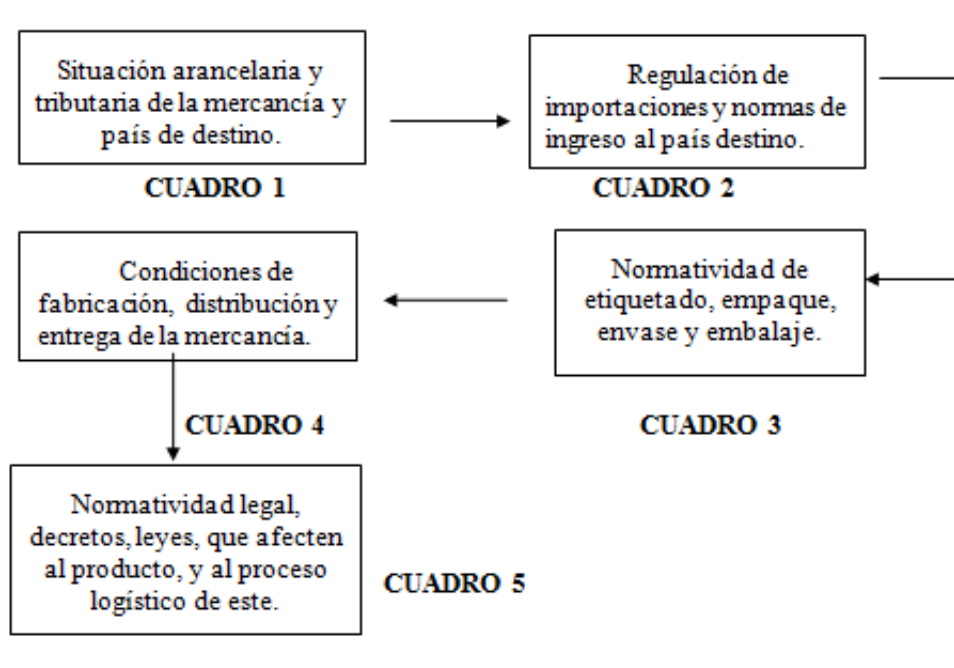 Situación arancelaria y
tributaria de la mercancía y
país de destino.
CUADRO 1
Regulación de
importaciones y normas de
ingreso al país destino.
CUADRO 2
Normatividad de
etiquetado, empaque,
envase y embalaje.
CUADRO 3
Condiciones de
fabricación, distribución y
entrega de la mercancía.
CUADRO 4
Normatividad legal,
decretos, leyes, que afecten
al producto, y al proceso
logístico de este.
CUADRO 5